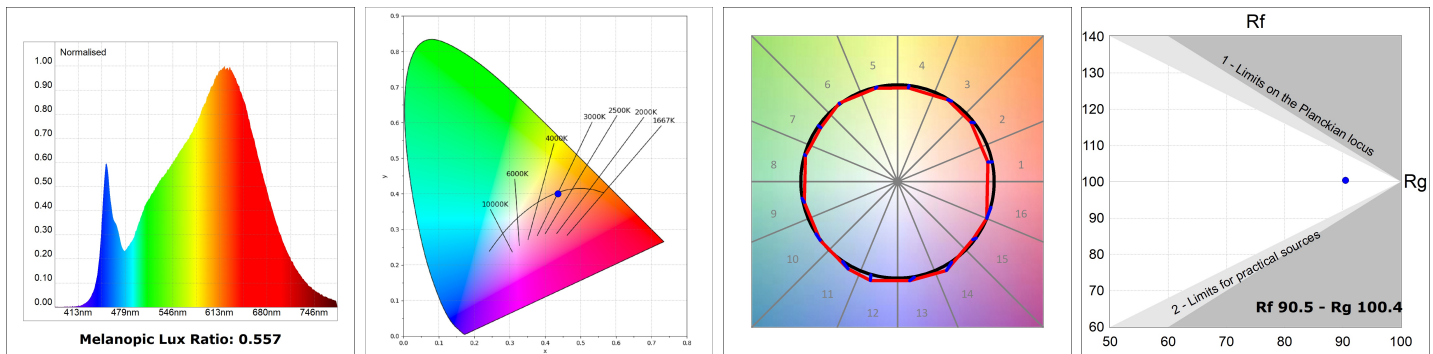 Normalised
1.00
0.90
0.80
0.70
0.60
0.50
0.40
0.30
0.20
0.10
0.00
413nm 479nm 546nm 613nm 680nm 746nm
Melanopic Lux Ratio: 0.557
0.9
0.8
0.7
0.6
0.5
0.4
0.3
0.2
0.1
0.0
y
0.0 0.1 0.2 0.3 0.4 0.5 0.6 0.7 0.8
x
10000K
6000K
4000K
3000K
2500K
2000K
1667K
5 4
6 3
7 2
8 1
9 16
10 15
11 14
12 13
Rf
140
130
120
110
100
90
80
70
60
50 60 70 80 90 100
Rg
1 - Limits on the Planckian locus
2 - Limits for practical sources
Rf 90.5 - Rg 100.4